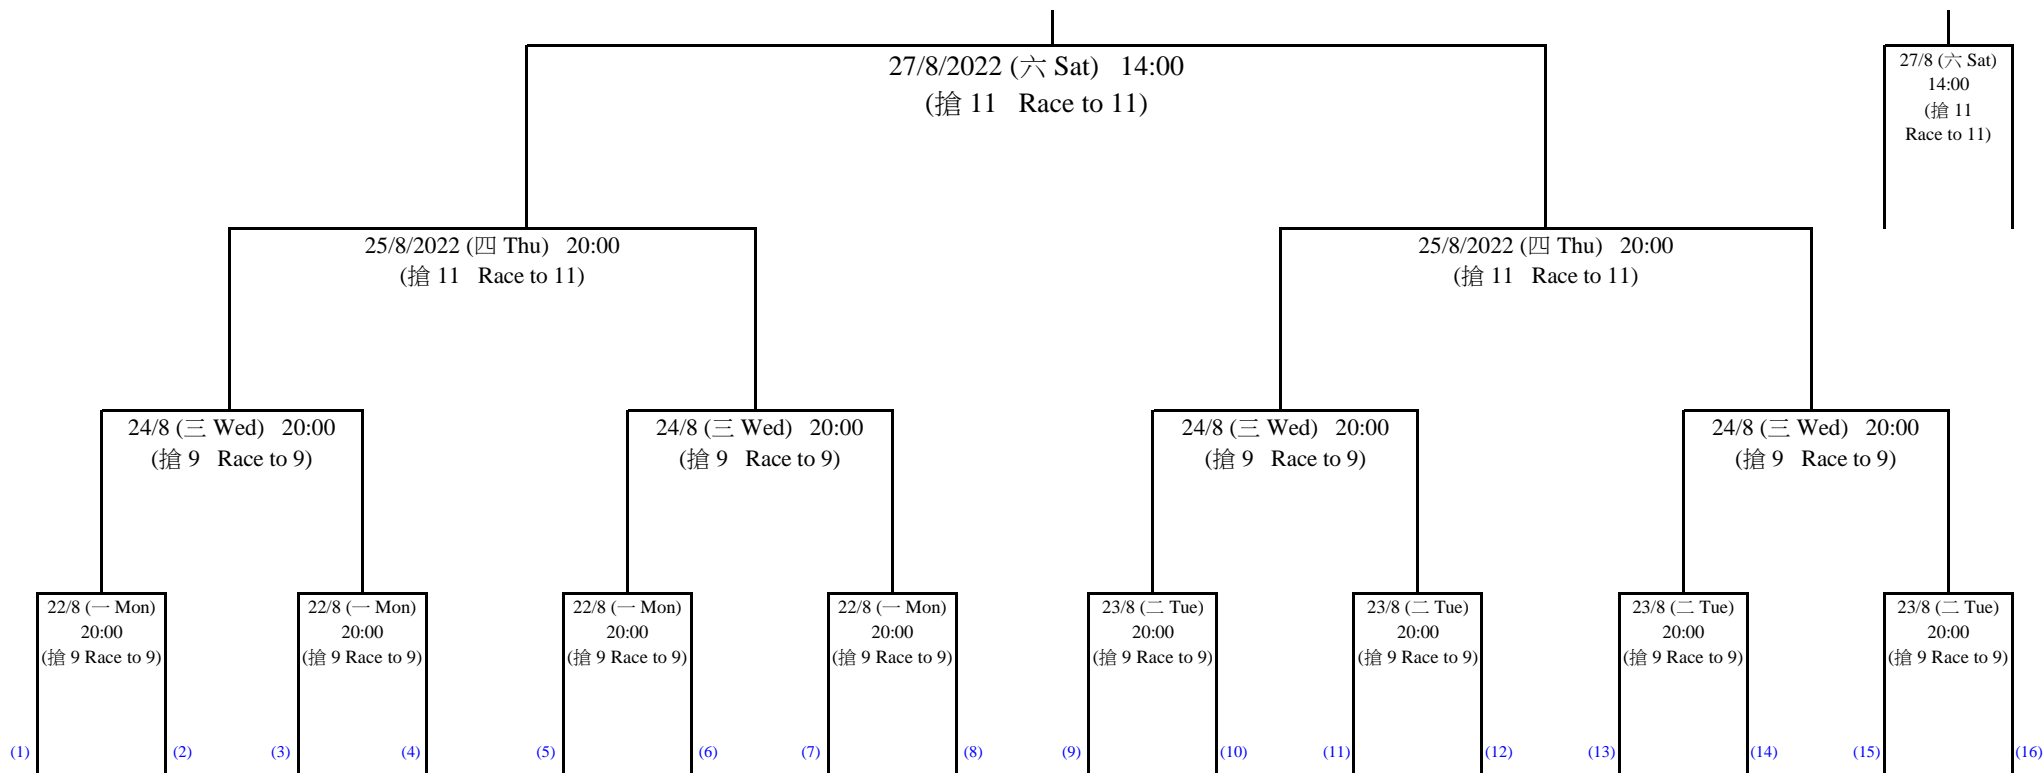 27/8/2022 (六 Sat)   14:00
(搶 11   Race to 11)
27/8 (六 Sat)
14:00
(搶 11
Race to 11)
25/8/2022 (四 Thu)   20:00
(搶 11   Race to 11)
25/8/2022 (四 Thu)   20:00
(搶 11   Race to 11)
24/8 (三 Wed)   20:00
(搶 9   Race to 9)
24/8 (三 Wed)   20:00
(搶 9   Race to 9)
24/8 (三 Wed)   20:00
(搶 9   Race to 9)
24/8 (三 Wed)   20:00
(搶 9   Race to 9)
22/8 (一 Mon)
20:00
(搶 9 Race to 9)
22/8 (一 Mon)
20:00
(搶 9 Race to 9)
22/8 (一 Mon)
20:00
(搶 9 Race to 9)
22/8 (一 Mon)
20:00
(搶 9 Race to 9)
23/8 (二 Tue)
20:00
(搶 9 Race to 9)
23/8 (二 Tue)
20:00
(搶 9 Race to 9)
23/8 (二 Tue)
20:00
(搶 9 Race to 9)
23/8 (二 Tue)
20:00
(搶 9 Race to 9)
(1) (2) (3) (4) (5) (6) (7) (8) (9) (10) (11) (12) (13) (14) (15) (16)